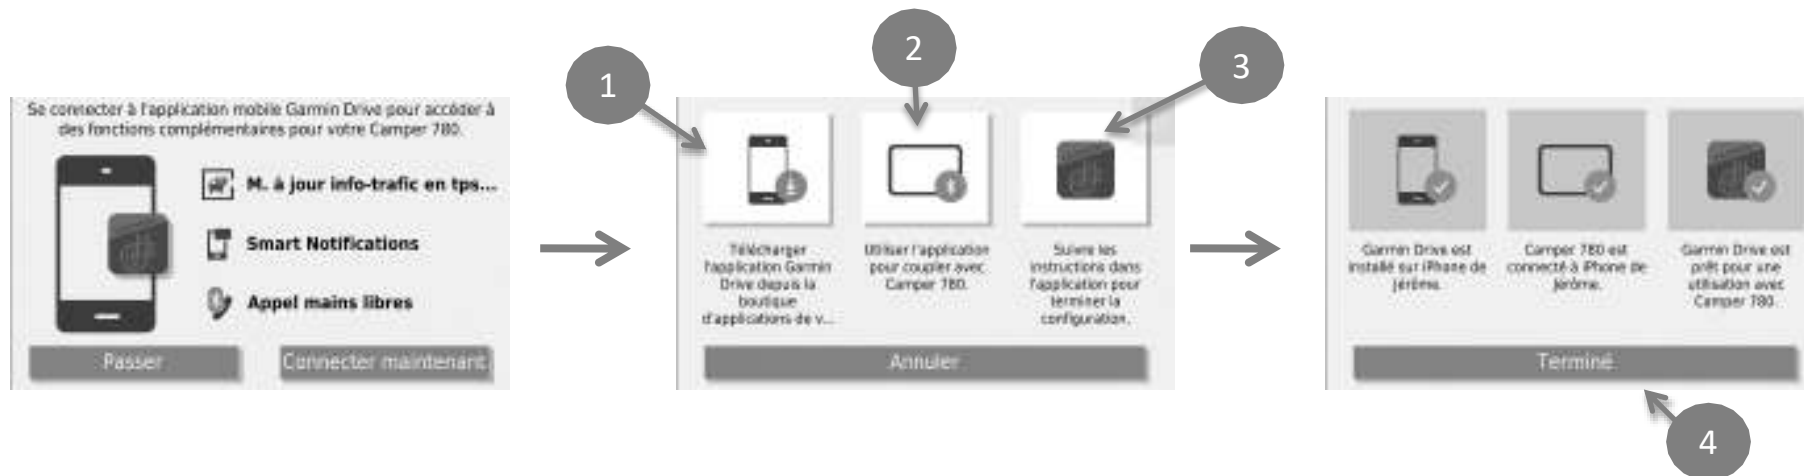 1
2
3
Se connecter à l'application mobile Garmin Drive pour accéder à
des fonctions complémentaires pour votre Camper 780.
M. à jour info-trafic en tps...
Smart Notifications
Appel mains libres
Passer
Connecter maintenant
Télécharger
l'application Garmin
Drive depuis la
boutique
d'applications de v...
Utiliser l'application
pour coupler avec
Camper 780.
Suivre les
instructions dans
l'application pour
terminer la
configuration.
Annuler
Garmin Drive est
installé sur iPhone de
Jérôme.
Camper 780 est
connecté à iPhone de
Jérôme.
Garmin Drive est
prêt pour une
utilisation avec
Camper 780.
Terminé
4